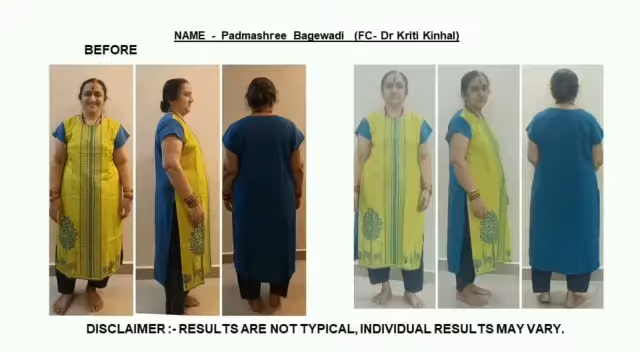 NAME - Padmashree Bagewadi (FC- Dr Kriti Kinhal)
BEFORE
DISCLAIMER :- RESULTS ARE NOT TYPICAL, INDIVIDUAL RESULTS MAY VARY.